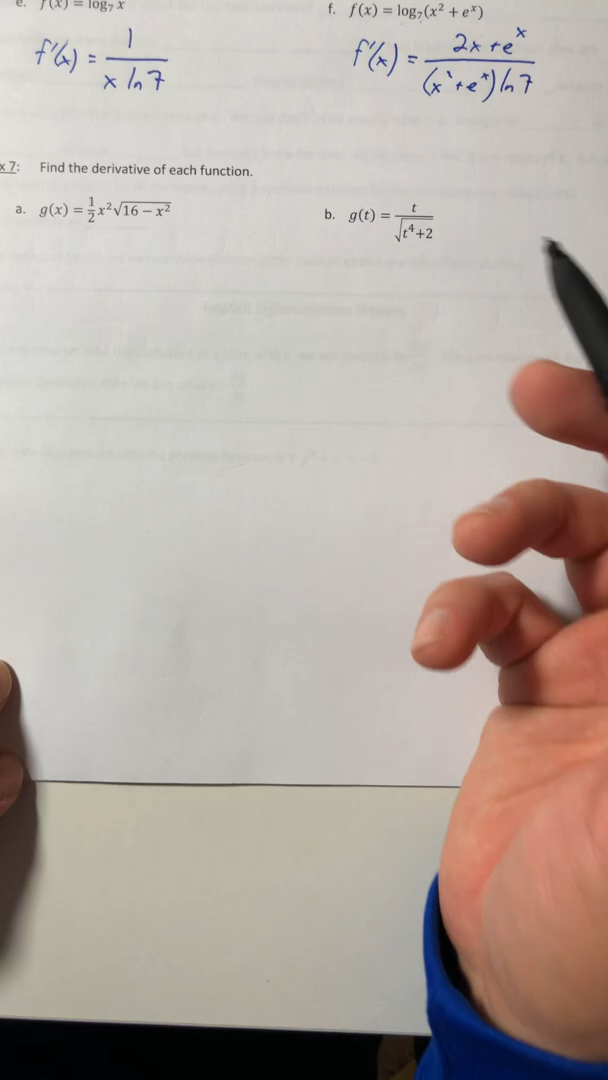 e. f(x) = log₇ x
f. f(x) = log₇(x² + eˣ)
f'(x) = 1 / (x ln 7)
f'(x) = (2x + eˣ) / ((x² + eˣ) ln 7)
x 7: Find the derivative of each function.
a. g(x) = ½x²√(16 − x²)
b. g(t) = t / √(t⁴+2)